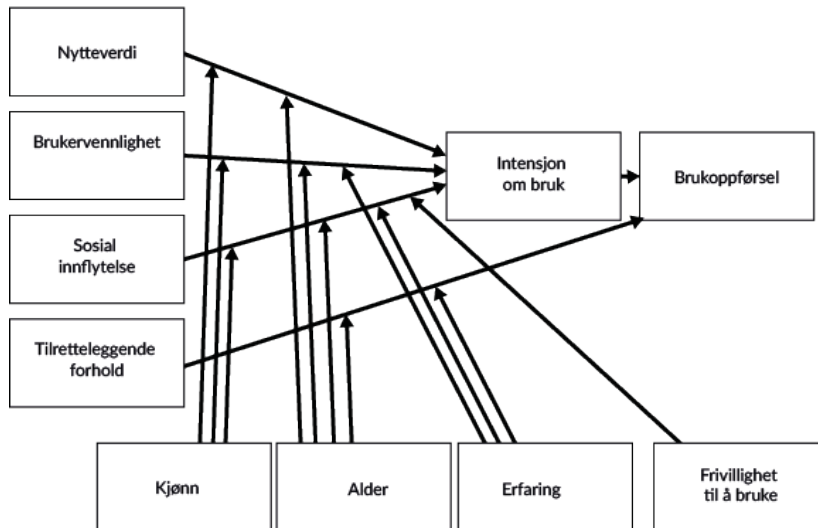 Nytteverdi
Brukervennlighet
Sosial
innflytelse
Tilretteleggende
forhold
Intensjon
om bruk
Brukoppførsel
Kjønn
Alder
Erfaring
Frivillighet
til å bruke